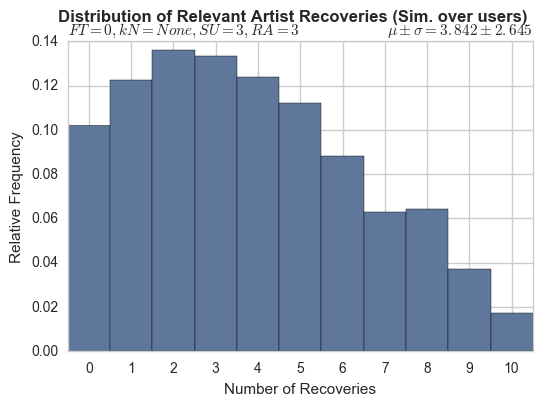 Distribution of Relevant Artist Recoveries (Sim. over users)
FT = 0, kN = None, SU = 3, RA = 3 μ ± σ = 3.842 ± 2.645
0.14
0.12
0.10
0.08
0.06
0.04
0.02
0.00
Relative Frequency
0 1 2 3 4 5 6 7 8 9 10
Number of Recoveries